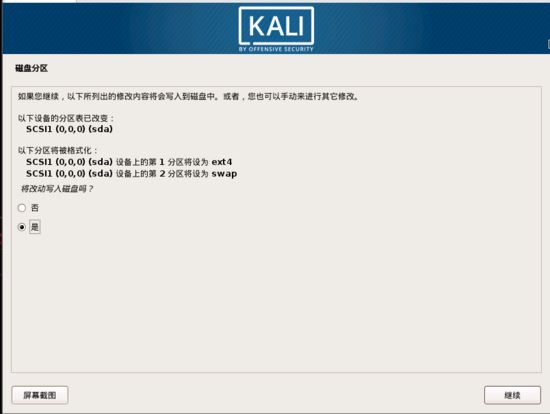 KALI
BY OFFENSIVE SECURITY
磁盘分区
如果您继续，以下所列出的修改内容将会写入到磁盘中。或者，您也可以手动来进行其它修改。
以下设备的分区表已改变：
SCSI1 (0,0,0) (sda)
以下分区将被格式化：
SCSI1 (0,0,0) (sda) 设备上的第 1 分区将设为 ext4
SCSI1 (0,0,0) (sda) 设备上的第 2 分区将设为 swap
将改动写入磁盘吗？
否
是
屏幕截图
继续